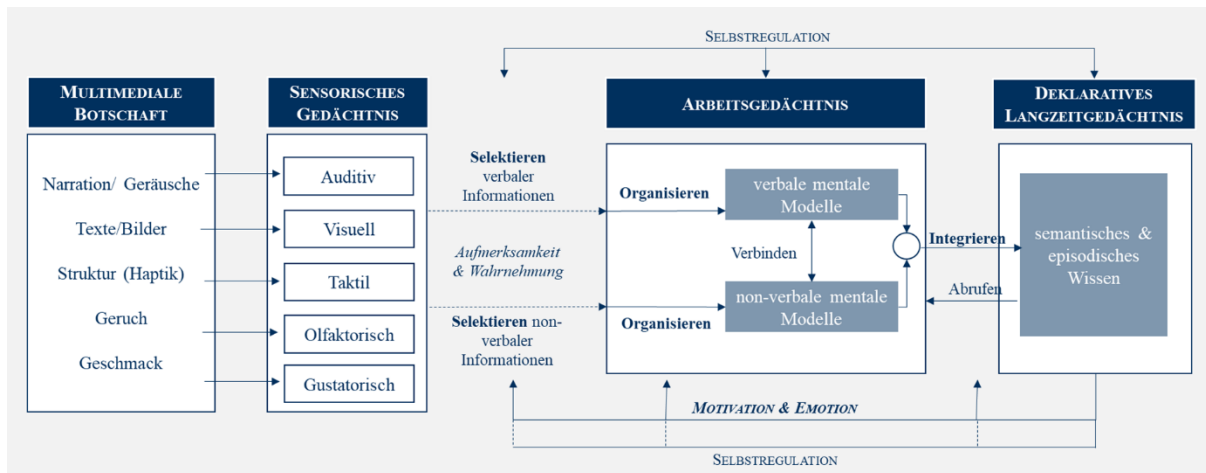 SELBSTREGULATION
MULTIMEDIALE
BOTSCHAFT
SENSORISCHES
GEDÄCHTNIS
ARBEITSGEDÄCHTNIS
DEKLARATIVES
LANGZEITGEDÄCHTNIS
Narration/ Geräusche
Texte/Bilder
Struktur (Haptik)
Geruch
Geschmack
Auditiv
Visuell
Taktil
Olfaktorisch
Gustatorisch
Selektieren
verbaler
Informationen
Aufmerksamkeit
& Wahrnehmung
Selektieren non-
verbaler
Informationen
Organisieren
Organisieren
verbale mentale
Modelle
Verbinden
non-verbale mentale
Modelle
Integrieren
Abrufen
semantisches &
episodisches
Wissen
MOTIVATION & EMOTION
SELBSTREGULATION